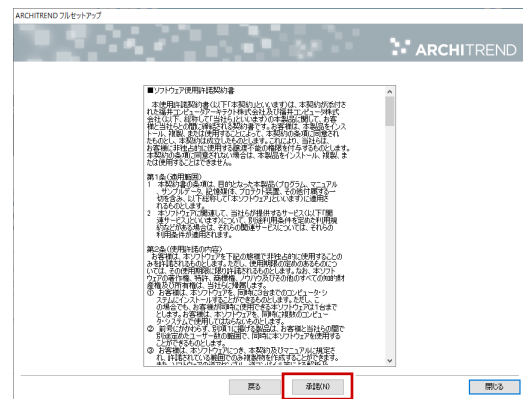 ARCHITREND フルセットアップ
ARCHITREND
■ソフトウェア使用許諾契約書
本使用許諾契約書(以下「本契約」といいます)は、本契約が添付さ
れた福井コンピュータアーキテクト株式会社及び福井コンピュータ株式
会社(以下、総称して「当社」といいます)の本製品に関して、お客
様と当社との間に締結される契約書です。お客様は、本製品をインス
トール、複製、または使用することによって、本契約の条項に同意され
たものとし、本契約は成立したものとします。これにより、当社は、
お客様に非独占的に使用する譲渡不能の権利を付与するものとします。
本契約の条項に同意されない場合は、本製品をインストール、複製、ま
たは使用することはできません。
第1条(適用範囲)
1 本契約書の条項は、目的となった本製品(プログラム、マニュアル
、サンプルデータ、記憶媒体、プロテクト装置、その他付属する一
切を含み、以下総称して「本ソフトウェア」といいます)に適用さ
れるものとします。
2 本ソフトウェアに関連して、当社が提供するサービス(以下「関
連サービス」といいます)について、別途利用条件を定めた利用規
約などがある場合は、それらの関連サービスについては、それらの
利用条件が適用されます。
第2条(使用許諾の内容)
お客様は、本ソフトウェアを下記の態様で非独占的に使用することの
みを許諾されるものとします。ただし、使用期限の定めのあるものにつ
いては、その使用期限に限り許諾されるものとします。なお、本ソフト
ウェアの著作権、特許、商標権、ノウハウ及びその他のすべての知的財
産権及び所有権は、当社らに帰属します。
① お客様は、本ソフトウェアを、同時に3台までのコンピュータ・シ
ステムにインストールすることができるものとします。ただし、こ
の場合でも、お客様が同時に使用できる本ソフトウェアは1台まで
とします。お客様は、本ソフトウェアを、同時に複数のコンピュー
タ・システムで使用してはならないものとします。
② 前号にかかわらず、別項1に掲げる製品は、お客様と当社らの間で
別途定めたユーザー数の範囲で、同時に本ソフトウェアを使用する
ことができるものとします。
③ お客様は、本ソフトウェアにつき、本契約及びマニュアルに規定さ
れ、許諾されている範囲でのみ複製物を作成することができます。
戻る
承諾(N)
閉じる